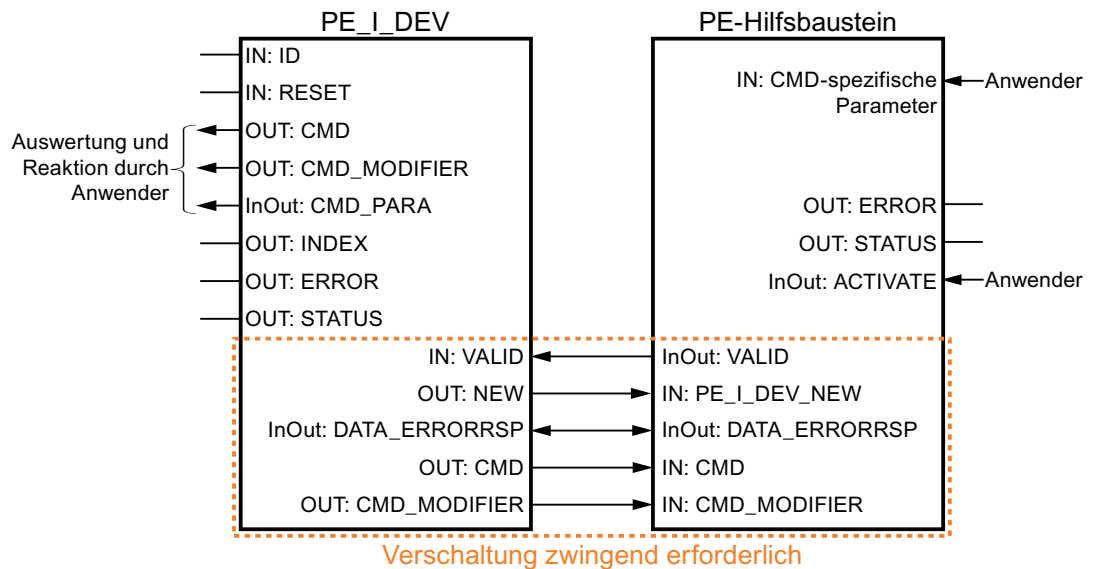 PE_I_DEV
IN: ID
IN: RESET
OUT: CMD
OUT: CMD_MODIFIER
InOut: CMD_PARA
OUT: INDEX
OUT: ERROR
OUT: STATUS
IN: VALID
OUT: NEW
InOut: DATA_ERRORRSP
OUT: CMD
OUT: CMD_MODIFIER
Auswertung und
Reaktion durch
Anwender
PE-Hilfsbaustein
IN: CMD-spezifische
Parameter
Anwender
OUT: ERROR
OUT: STATUS
InOut: ACTIVATE
Anwender
InOut: VALID
IN: PE_I_DEV_NEW
InOut: DATA_ERRORRSP
IN: CMD
IN: CMD_MODIFIER
Verschaltung zwingend erforderlich